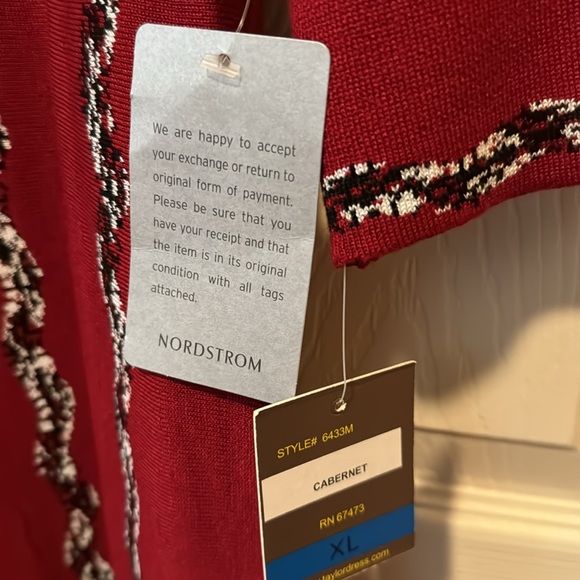 We are happy to accept
your exchange or return to
original form of payment.
Please be sure that you
have your receipt and that
the item is in its original
condition with all tags
attached.
NORDSTROM
STYLE# 6433M
CABERNET
RN 67473
XL
taylordress.com